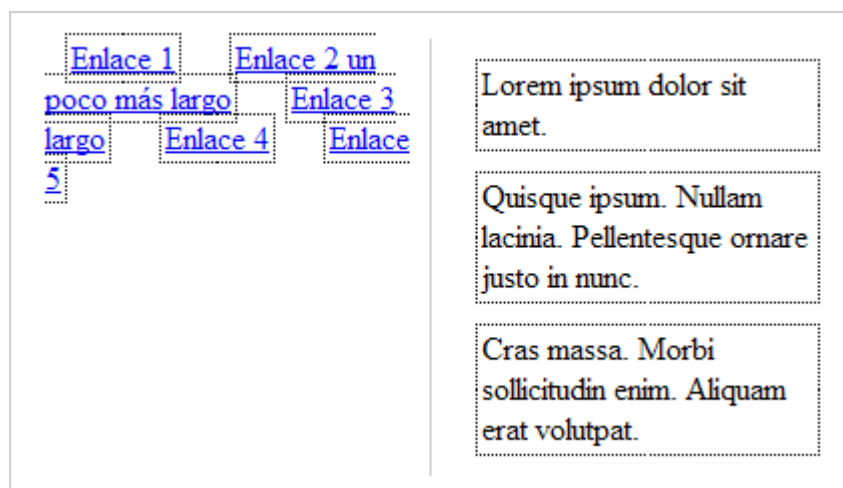 Enlace 1 Enlace 2 un
poco más largo Enlace 3
largo Enlace 4 Enlace
5
Lorem ipsum dolor sit
amet.
Quisque ipsum. Nullam
lacinia. Pellentesque ornare
justo in nunc.
Cras massa. Morbi
sollicitudin enim. Aliquam
erat volutpat.